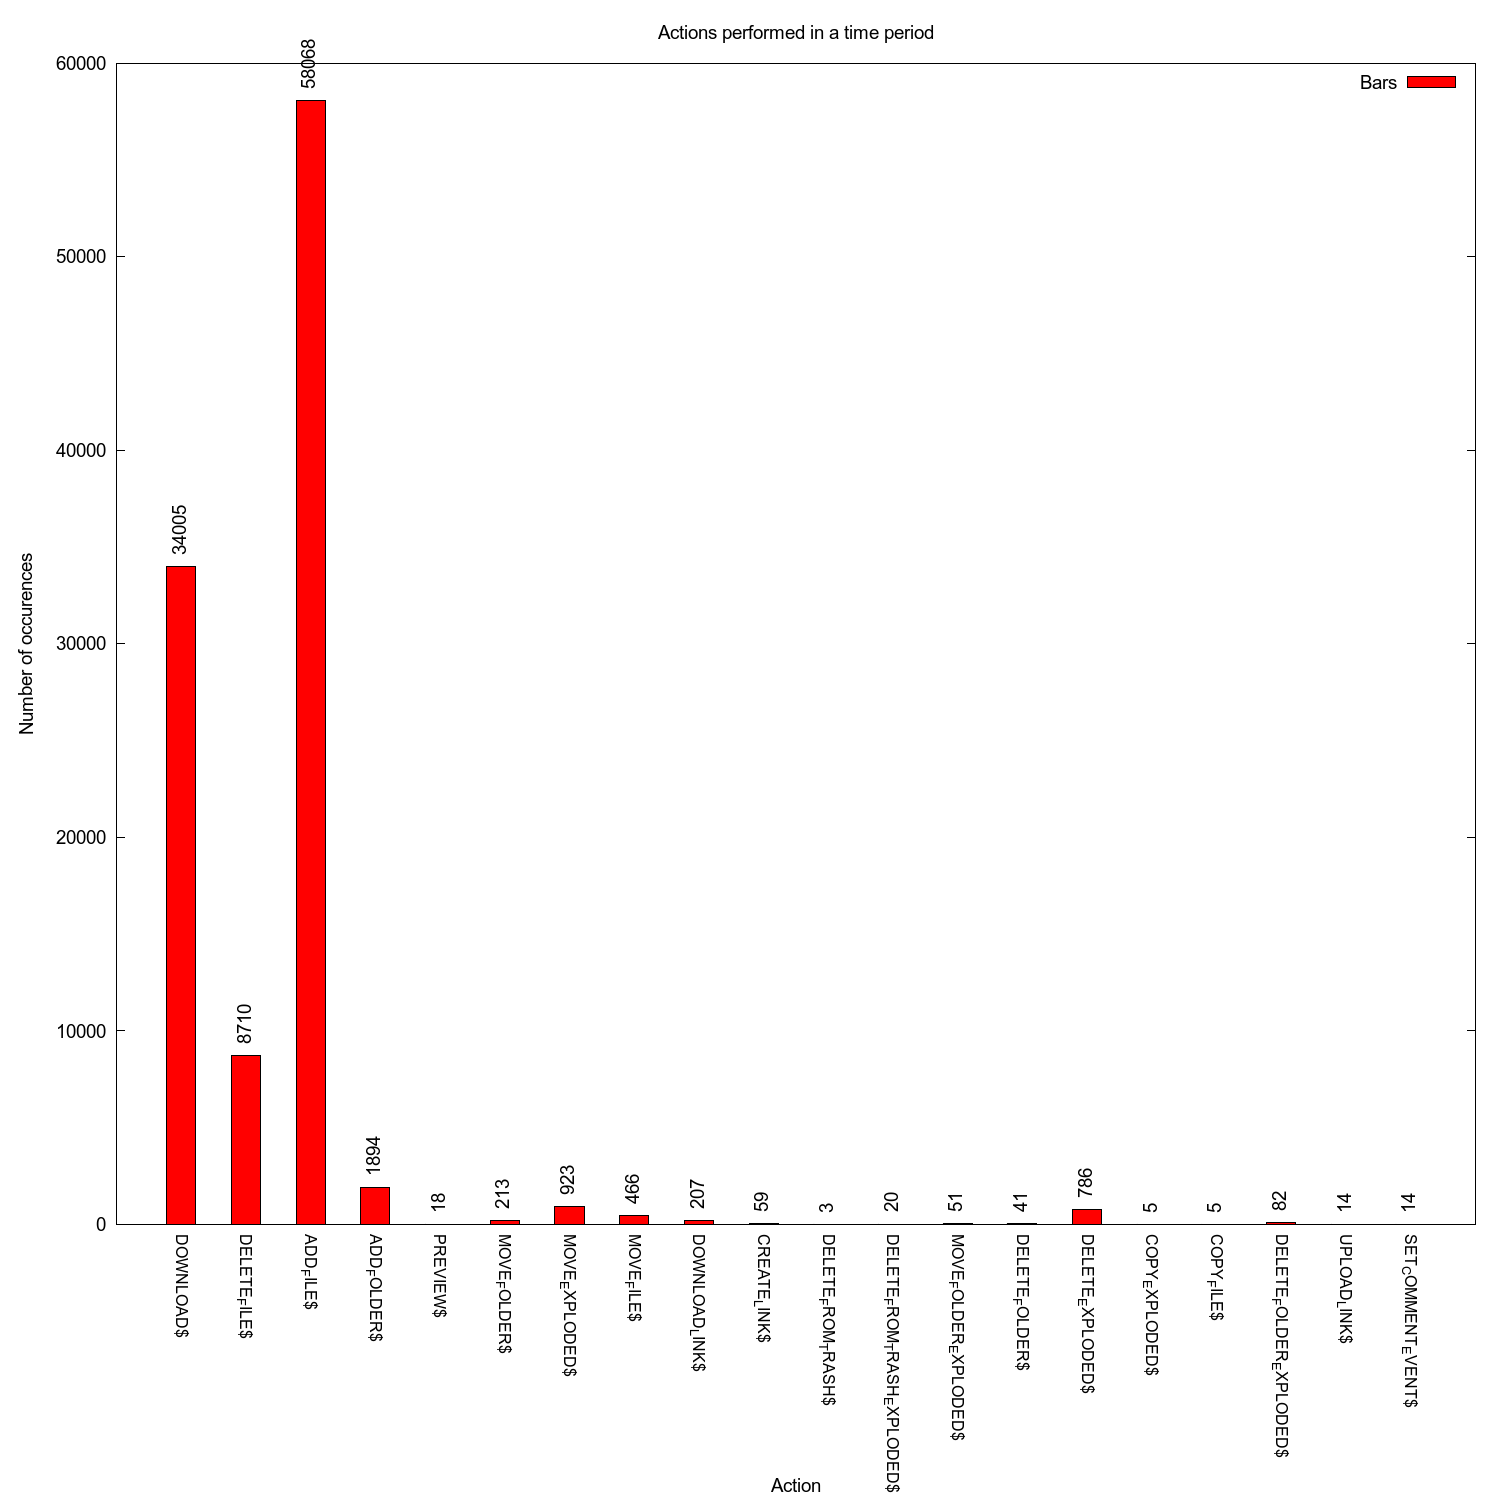 Actions performed in a time period
Bars
60000
50000
40000
30000
20000
10000
0
Number of occurences
34005
8710
58068
1894
18
213
923
466
207
59
3
20
51
41
786
5
5
82
14
14
DOWNLOAD$
DELETE_FILE$
ADD_FILE$
ADD_FOLDER$
PREVIEW$
MOVE_FOLDER$
MOVE_EXPLODED$
MOVE_FILE$
DOWNLOAD_LINK$
CREATE_LINK$
DELETE_FROM_TRASH$
DELETE_FROM_TRASH_EXPLODED$
MOVE_FOLDER_EXPLODED$
DELETE_FOLDER$
DELETE_EXPLODED$
COPY_EXPLODED$
COPY_FILE$
DELETE_FOLDER_EXPLODED$
UPLOAD_LINK$
SET_COMMENT_EVENT$
Action